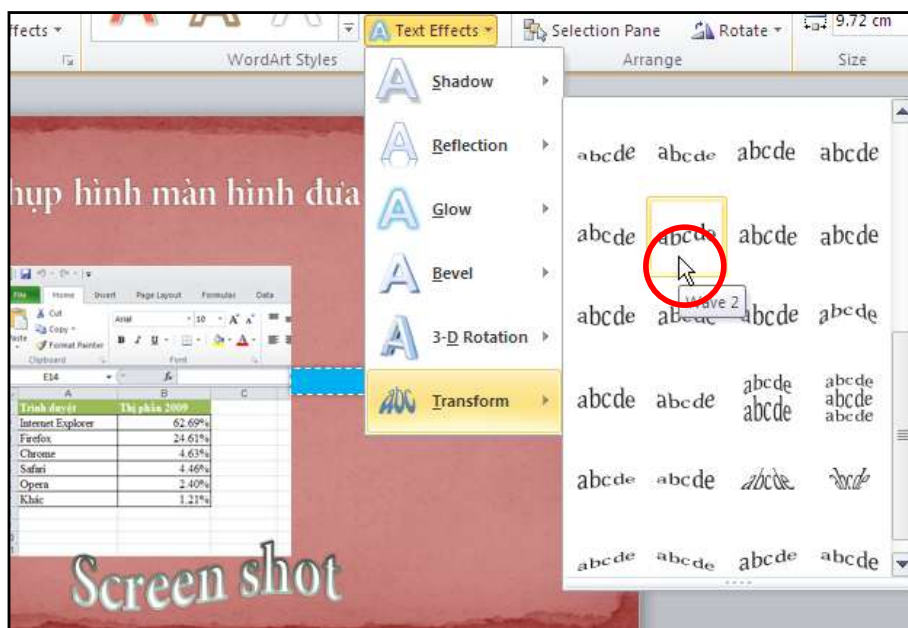 ffects
Text Effects
Selection Pane
Rotate
9.72 cm
WordArt Styles
Arrange
Size
Shadow
Reflection
Glow
Bevel
3-D Rotation
Transform
abcde abcde abcde abcde
abcde abcde abcde abcde
Wave 2
abcde abcde abcde
abcde abcde abcde abcde
abcde abcde
abcde
abcde abcde abcde abcde
abcde abcde abcde abcde
hụp hình màn hình đưa
File Home Insert Page Layout Formulas Data
Cut
Copy
Format Painter
Arial 10
B I U
Clipboard
Font
E14
fx
A B C
Trình duyệt Thị phần 2009
Internet Explorer 62.69%
Firefox 24.61%
Chrome 4.63%
Safari 4.46%
Opera 2.40%
Khác 1.21%
Screen shot